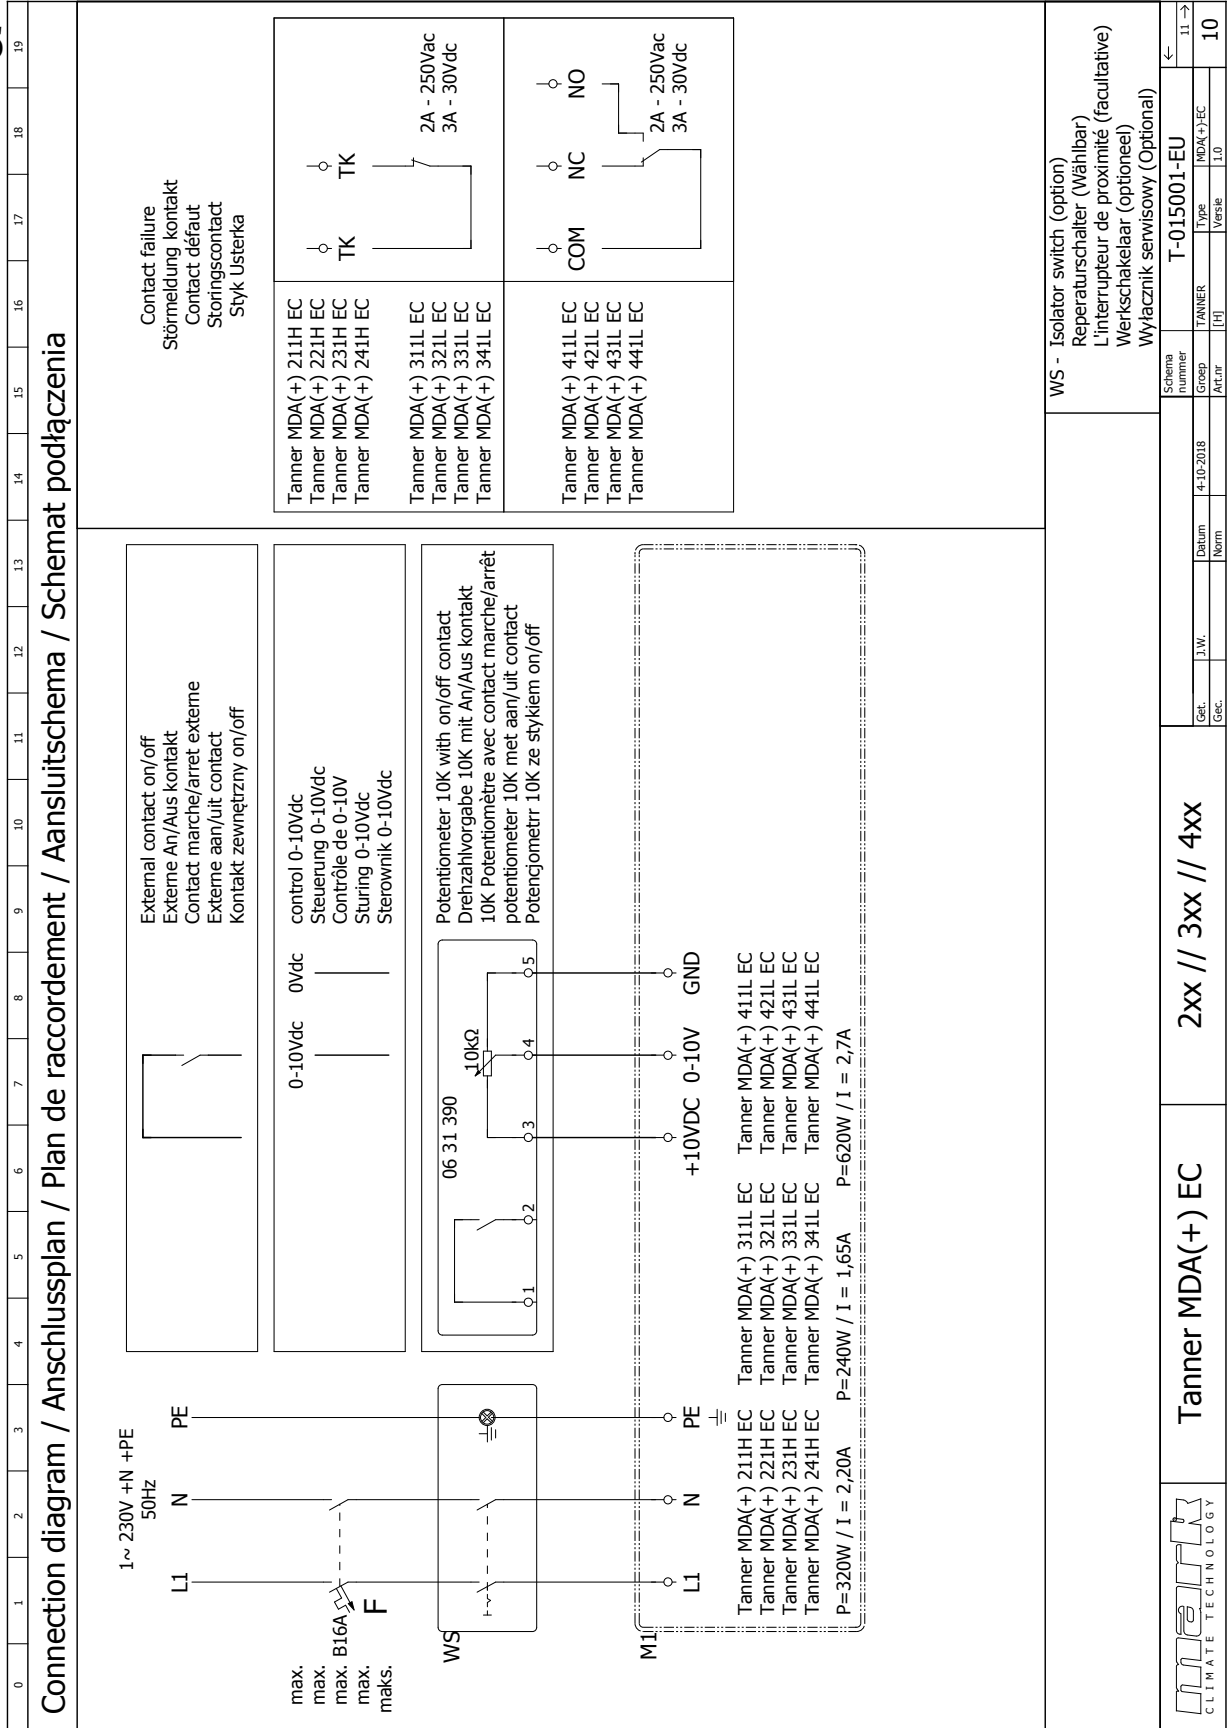 0 1 2 3 4 5 6 7 8 9 10 11 12 13 14 15 16 17 18 19
Connection diagram / Anschlussplan / Plan de raccordement / Aansluitschema / Schemat podłączenia
1~ 230V +N +PE
50Hz
L1
N
PE
max.
max.
max. B16A
max.
maks.
F
WS
M1
External contact on/off
Externe An/Aus kontakt
Contact marche/arret externe
Externe aan/uit contact
Kontakt zewnętrzny on/off
0-10Vdc
0Vdc
control 0-10Vdc
Steuerung 0-10Vdc
Contrôle de 0-10V
Sturing 0-10Vdc
Sterownik 0-10Vdc
06 31 390
10kΩ
1
2
3
4
5
Potentiometer 10K with on/off contact
Drehzahlvorgabe 10K mit An/Aus kontakt
10K Potentiomètre avec contact marche/arrêt
potentiometer 10K met aan/uit contact
Potencjometrr 10K ze stykiem on/off
L1
N
PE
+10VDC
0-10V
GND
Tanner MDA(+) 211H EC
Tanner MDA(+) 221H EC
Tanner MDA(+) 231H EC
Tanner MDA(+) 241H EC
P=320W / I = 2,20A
Tanner MDA(+) 311L EC
Tanner MDA(+) 321L EC
Tanner MDA(+) 331L EC
Tanner MDA(+) 341L EC
P=240W / I = 1,65A
Tanner MDA(+) 411L EC
Tanner MDA(+) 421L EC
Tanner MDA(+) 431L EC
Tanner MDA(+) 441L EC
P=620W / I = 2,7A
Contact failure
Störmeldung kontakt
Contact défaut
Storingscontact
Styk Usterka
Tanner MDA(+) 211H EC
Tanner MDA(+) 221H EC
Tanner MDA(+) 231H EC
Tanner MDA(+) 241H EC
Tanner MDA(+) 311L EC
Tanner MDA(+) 321L EC
Tanner MDA(+) 331L EC
Tanner MDA(+) 341L EC
TK
TK
2A - 250Vac
3A - 30Vdc
Tanner MDA(+) 411L EC
Tanner MDA(+) 421L EC
Tanner MDA(+) 431L EC
Tanner MDA(+) 441L EC
COM
NC
NO
2A - 250Vac
3A - 30Vdc
WS - Isolator switch (option)
Reperaturschalter (Wählbar)
L'interrupteur de proximité (facultative)
Werkschakelaar (optioneel)
Wyłacznik serwisowy (Optional)
mark
CLIMATE TECHNOLOGY
Tanner MDA(+) EC
2xx // 3xx // 4xx
Get. J.W.
Gec.
Datum 4-10-2018
Norm
Schema
nummer
T-015001-EU
Groep TANNER
Art.nr [H]
Type MDA(+)-EC
Versie 1.0
← 11 →
10